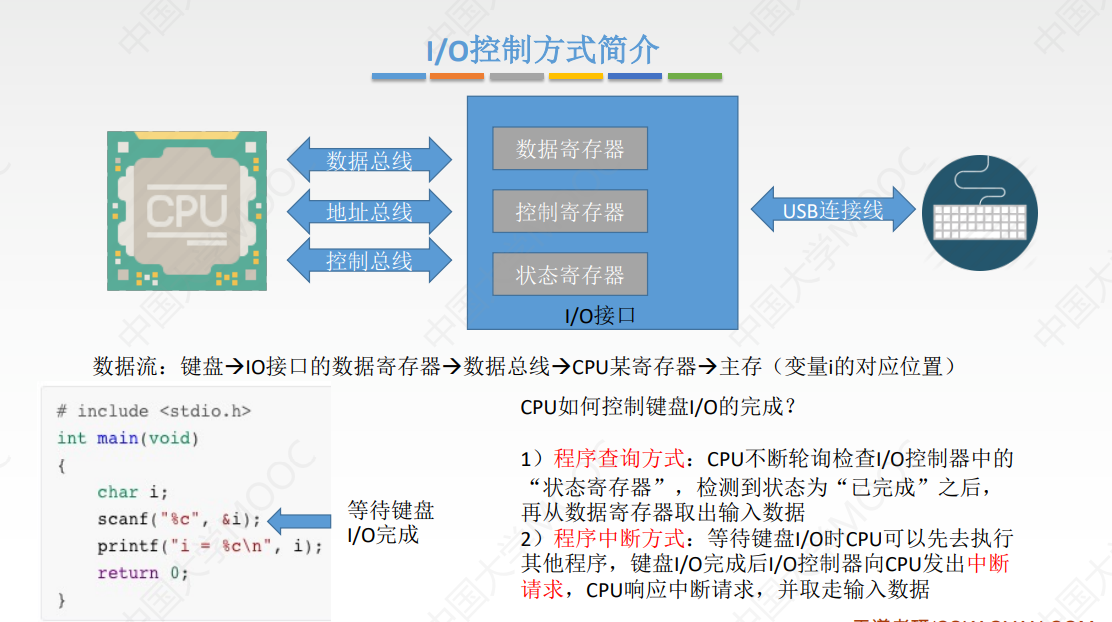 I/O控制方式简介
CPU
数据总线
地址总线
控制总线
数据寄存器
控制寄存器
状态寄存器
I/O接口
USB连接线
数据流：键盘→IO接口的数据寄存器→数据总线→CPU某寄存器→主存（变量i的对应位置）
# include <stdio.h>
int main(void)
{
char i;
scanf("%c", &i);
printf("i = %c\n", i);
return 0;
}
等待键盘
I/O完成
CPU如何控制键盘I/O的完成？
1）程序查询方式：CPU不断轮询检查I/O控制器中的
“状态寄存器”，检测到状态为“已完成”之后，
再从数据寄存器取出输入数据
2）程序中断方式：等待键盘I/O时CPU可以先去执行
其他程序，键盘I/O完成后I/O控制器向CPU发出中断
请求，CPU响应中断请求，并取走输入数据
中国大学MOOC